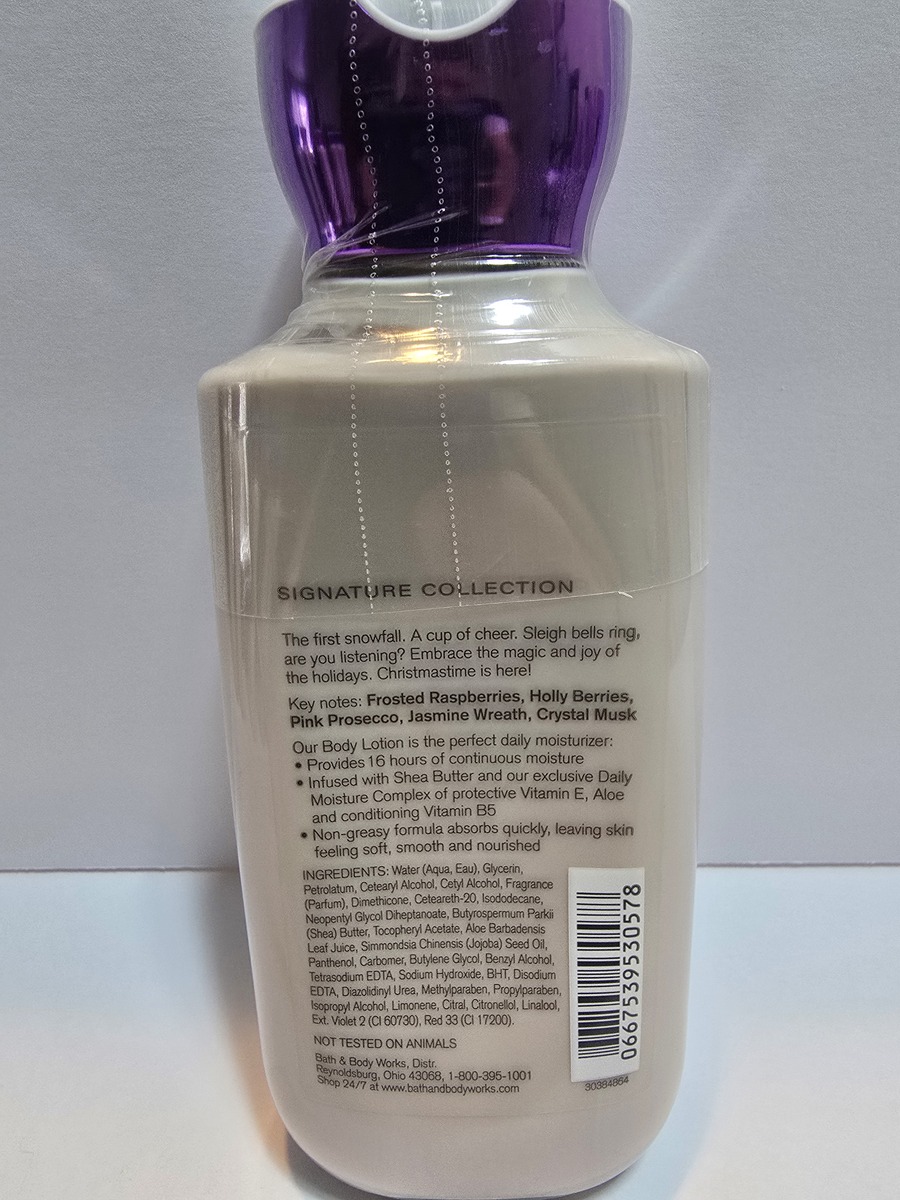 SIGNATURE COLLECTION
The first snowfall. A cup of cheer. Sleigh bells ring,
are you listening? Embrace the magic and joy of
the holidays. Christmastime is here!
Key notes: Frosted Raspberries, Holly Berries,
Pink Prosecco, Jasmine Wreath, Crystal Musk
Our Body Lotion is the perfect daily moisturizer:
• Provides 16 hours of continuous moisture
• Infused with Shea Butter and our exclusive Daily
Moisture Complex of protective Vitamin E, Aloe
and conditioning Vitamin B5
• Non-greasy formula absorbs quickly, leaving skin
feeling soft, smooth and nourished
INGREDIENTS: Water (Aqua, Eau), Glycerin,
Petrolatum, Cetearyl Alcohol, Cetyl Alcohol, Fragrance
(Parfum), Dimethicone, Ceteareth-20, Isododecane,
Neopentyl Glycol Diheptanoate, Butyrospermum Parkii
(Shea) Butter, Tocopheryl Acetate, Aloe Barbadensis
Leaf Juice, Simmondsia Chinensis (Jojoba) Seed Oil,
Panthenol, Carbomer, Butylene Glycol, Benzyl Alcohol,
Tetrasodium EDTA, Sodium Hydroxide, BHT, Disodium
EDTA, Diazolidinyl Urea, Methylparaben, Propylparaben,
Isopropyl Alcohol, Limonene, Citral, Citronellol, Linalool,
Ext. Violet 2 (CI 60730), Red 33 (CI 17200).
NOT TESTED ON ANIMALS
Bath & Body Works, Distr.
Reynoldsburg, Ohio 43068, 1-800-395-1001
Shop 24/7 at www.bathandbodyworks.com
0667539530578
30384864